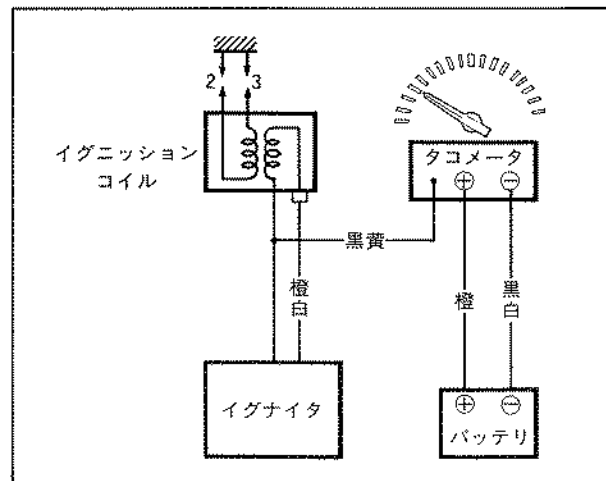 2 3
イグニッション
コイル
タコメータ
⊕ ⊖
黒黄
橙白
橙
黒白
イグナイタ
⊕ ⊖
バッテリ